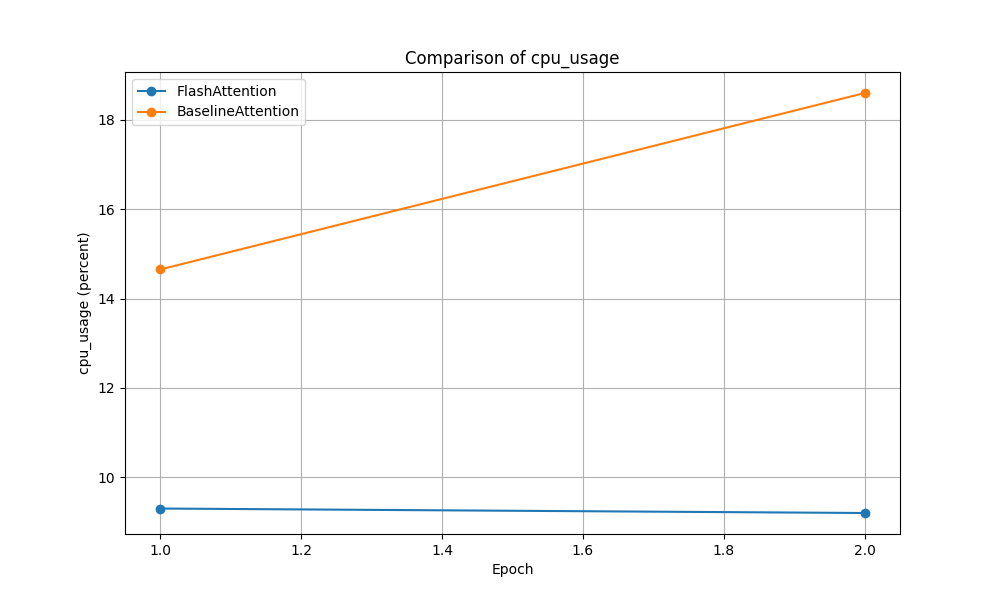 Comparison of cpu_usage
FlashAttention
BaselineAttention
cpu_usage (percent)
18
16
14
12
10
1.0 1.2 1.4 1.6 1.8 2.0
Epoch